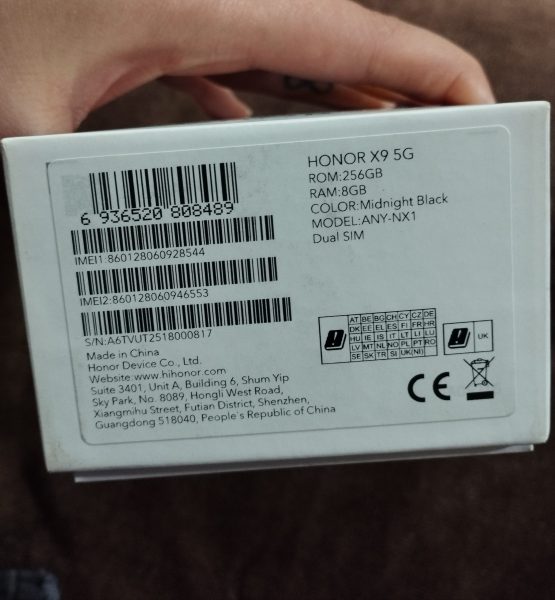 HONOR X9 5G
ROM:256GB
RAM:8GB
COLOR:Midnight Black
MODEL:ANY-NX1
Dual SIM
6 936520 808489
IMEI1:860128060928544
IMEI2:860128060946553
S/N:A6TVUT2518000817
Made in China
Honor Device Co., Ltd.
Website:www.hihonor.com
Suite 3401, Unit A, Building 6, Shum Yip
Sky Park, No. 8089, Hongli West Road,
Xiangmihu Street, Futian District, Shenzhen,
Guangdong 518040, People's Republic of China
AT BE BG CH CY CZ DE
DK EE EL ES FI FR HR
HU IE IS IT LT LI LU
LV MT NL NO PL PT RO
SE SK TR SI UK(NI)
UK
CE